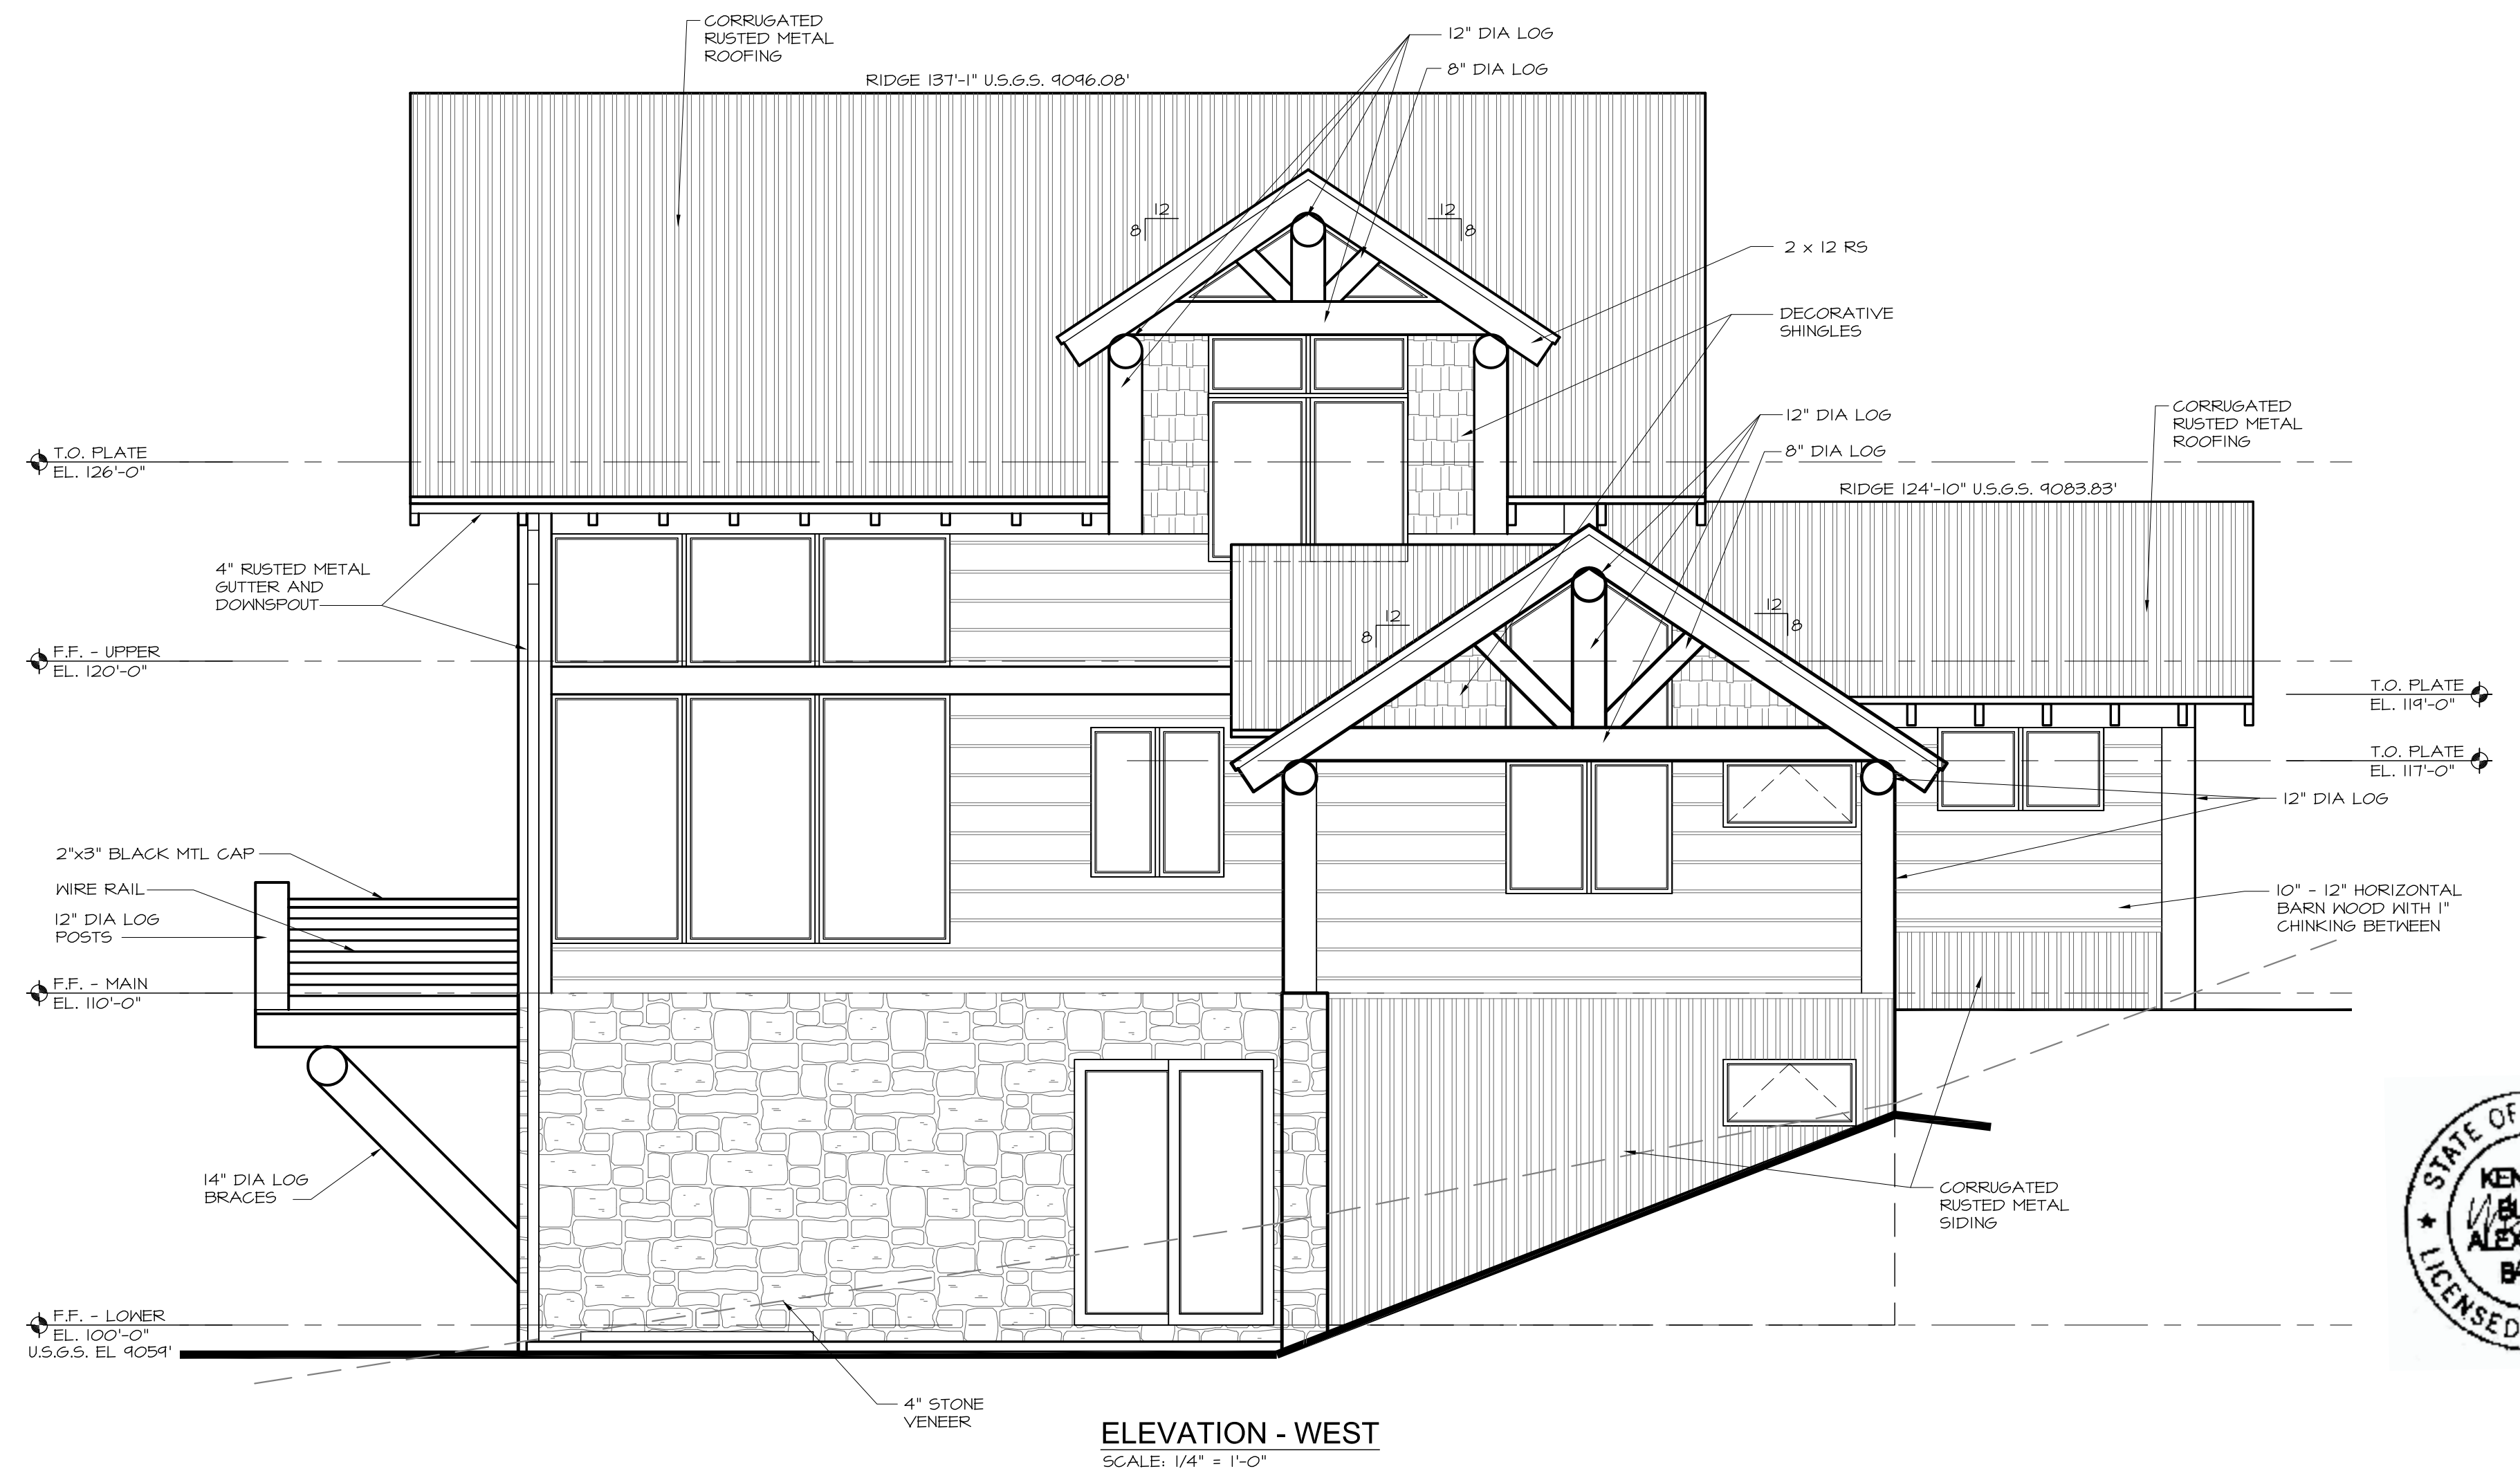 CORRUGATED
RUSTED METAL
ROOFING
RIDGE 137'-1" U.S.G.S. 9096.08'
12" DIA LOG
8" DIA LOG
12
8
12
8
2 x 12 RS
DECORATIVE
SHINGLES
12" DIA LOG
8" DIA LOG
CORRUGATED
RUSTED METAL
ROOFING
RIDGE 124'-10" U.S.G.S. 9083.83'
T.O. PLATE
EL. 126'-0"
4" RUSTED METAL
GUTTER AND
DOWNSPOUT
12
8
12
8
F.F. - UPPER
EL. 120'-0"
T.O. PLATE
EL. 119'-0"
T.O. PLATE
EL. 117'-0"
12" DIA LOG
2"x3" BLACK MTL CAP
WIRE RAIL
12" DIA LOG
POSTS
10" - 12" HORIZONTAL
BARN WOOD WITH 1"
CHINKING BETWEEN
F.F. - MAIN
EL. 110'-0"
14" DIA LOG
BRACES
CORRUGATED
RUSTED METAL
SIDING
STATE OF
LICENSED
F.F. - LOWER
EL. 100'-0"
U.S.G.S. EL 9059'
4" STONE
VENEER
ELEVATION - WEST
SCALE: 1/4" = 1'-0"